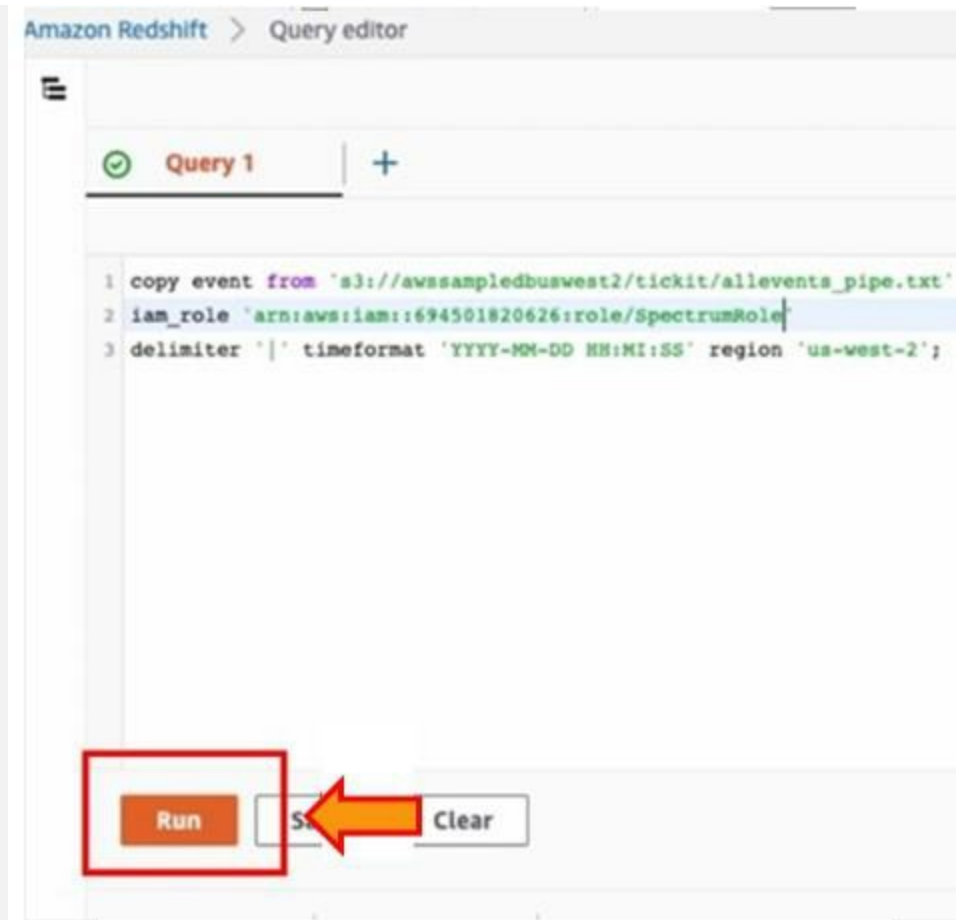 Amazon Redshift > Query editor
Query 1 +
1 copy event from 's3://awssampledbuswest2/tickit/allevents_pipe.txt'
2 iam_role 'arn:aws:iam::694501820626:role/SpectrumRole'
3 delimiter '|' timeformat 'YYYY-MM-DD HH:MI:SS' region 'us-west-2';
Run Clear